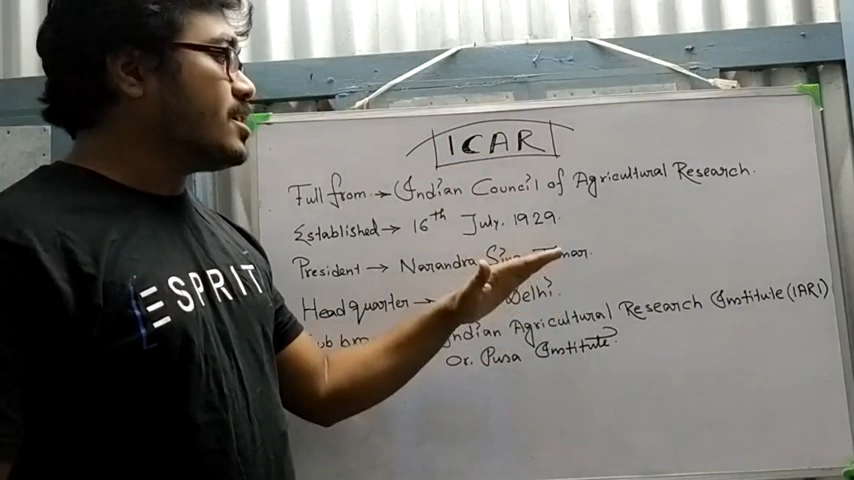 ICAR
Full from → Indian Council of Agricultural Research.
Established → 16th July. 1929.
President → Narandra
Headquarter → Delhi.
Indian Agricultural Research Institute (IARI)
Or. Pusa Institute.
ESPRIT